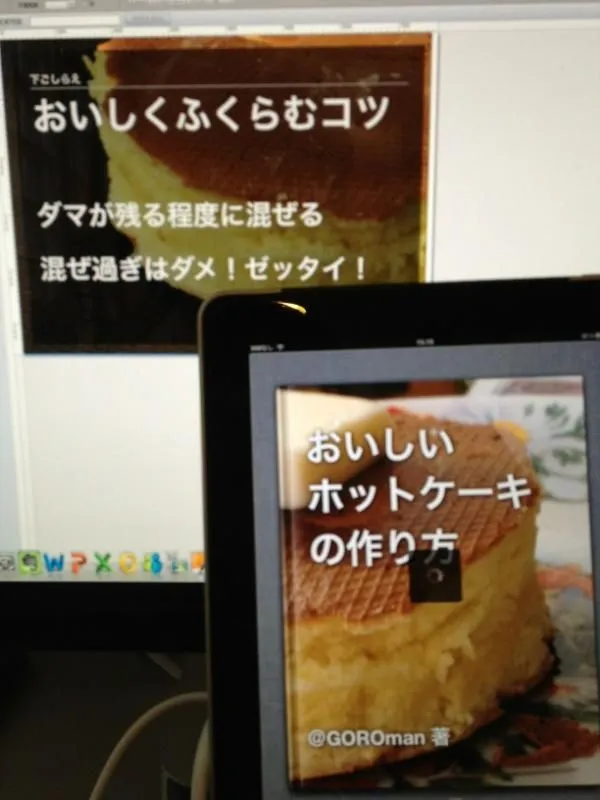 下ごしらえ
おいしくふくらむコツ
ダマが残る程度に混ぜる
混ぜ過ぎはダメ！ゼッタイ！
おいしい
ホットケーキ
の作り方
@GOROman 著